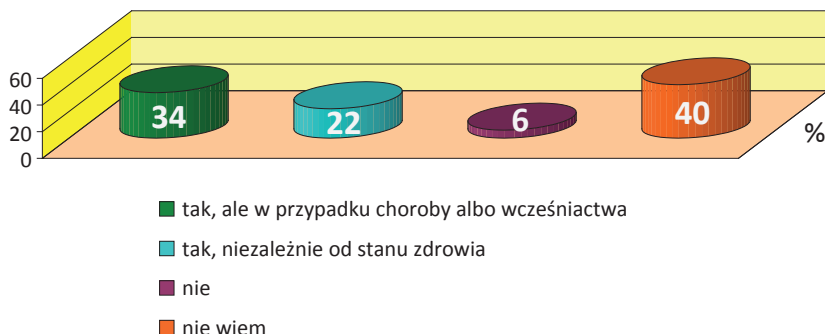 60
40
20
0
34
22
6
40
%
tak, ale w przypadku choroby albo wcześniactwa
tak, niezależnie od stanu zdrowia
nie
nie wiem